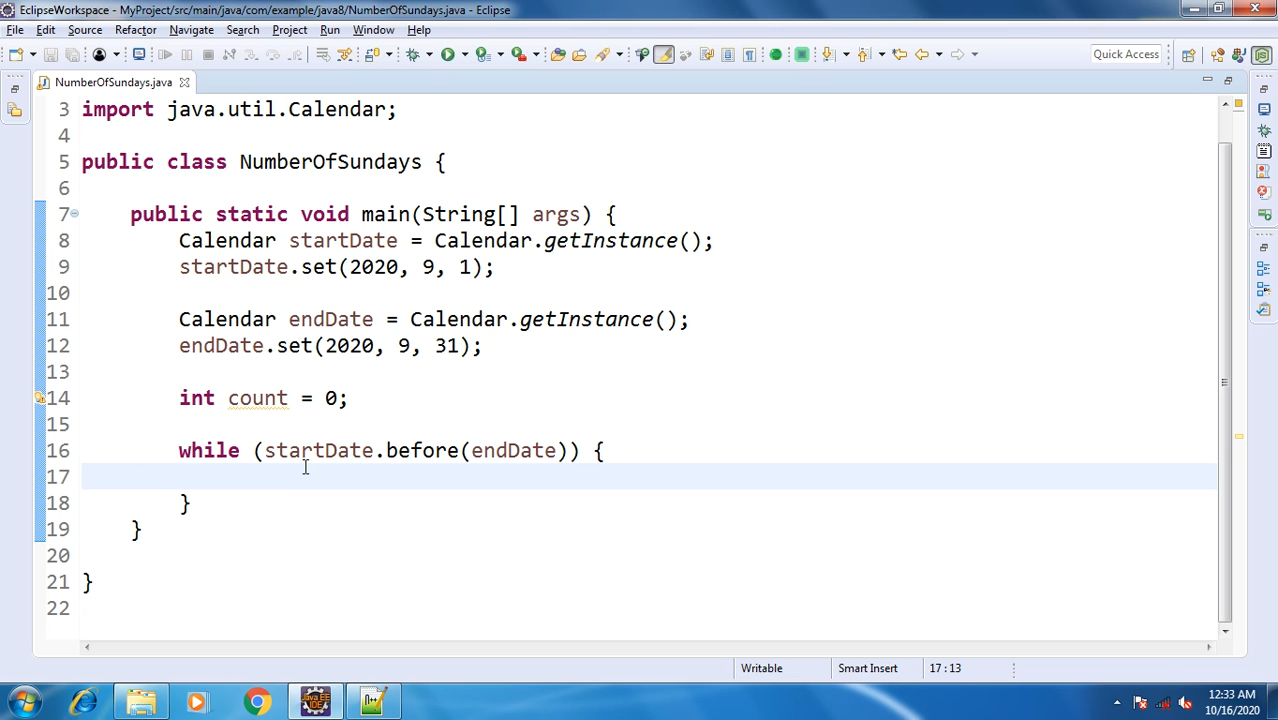 EclipseWorkspace - MyProject/src/main/java/com/example/java8/NumberOfSundays.java - Eclipse
File Edit Source Refactor Navigate Search Project Run Window Help
Quick Access
NumberOfSundays.java
3 import java.util.Calendar;
4
5 public class NumberOfSundays {
6
7 public static void main(String[] args) {
8 Calendar startDate = Calendar.getInstance();
9 startDate.set(2020, 9, 1);
10
11 Calendar endDate = Calendar.getInstance();
12 endDate.set(2020, 9, 31);
13
14 int count = 0;
15
16 while (startDate.before(endDate)) {
17
18 }
19 }
20
21 }
22
Writable Smart Insert 17:13
Java EE IDE
12:33 AM
10/16/2020